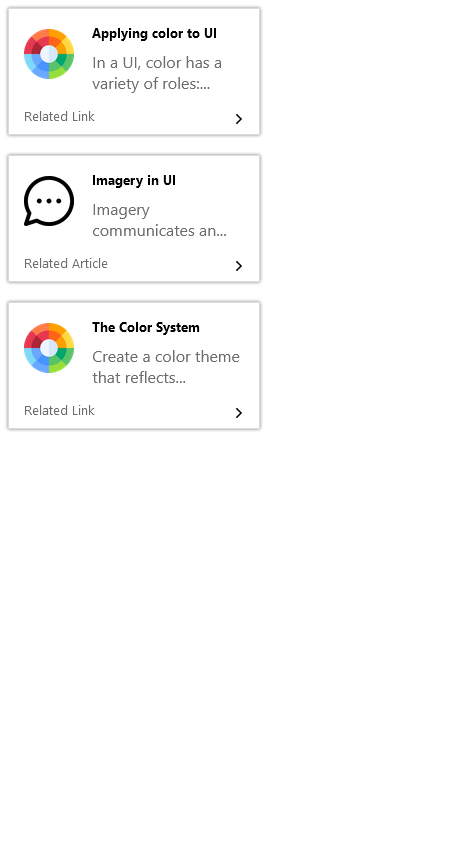 Applying color to UI
In a UI, color has a
variety of roles:...
Related Link
Imagery in UI
Imagery
communicates an...
Related Article
The Color System
Create a color theme
that reflects...
Related Link